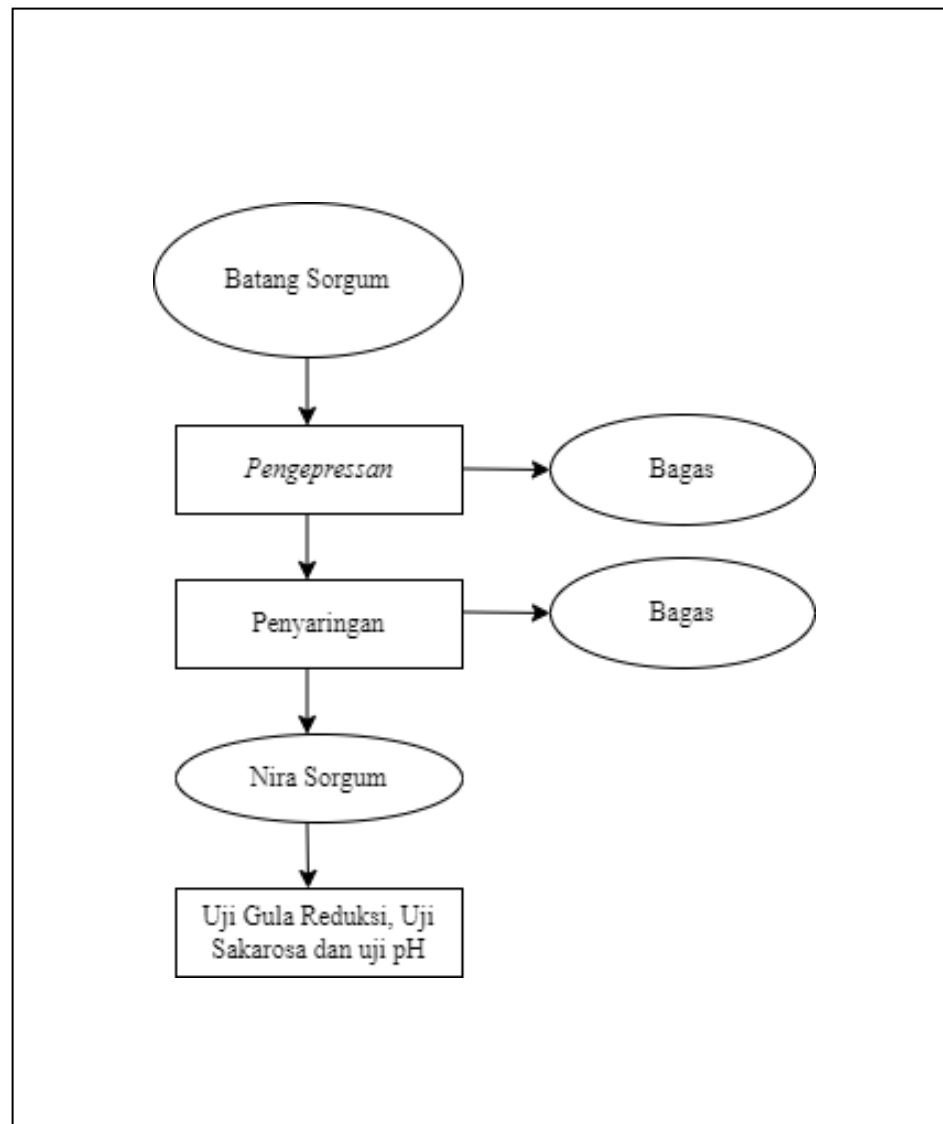 Batang Sorgum
Pengepressan
Bagas
Penyaringan
Bagas
Nira Sorgum
Uji Gula Reduksi, Uji
Sakarosa dan uji pH